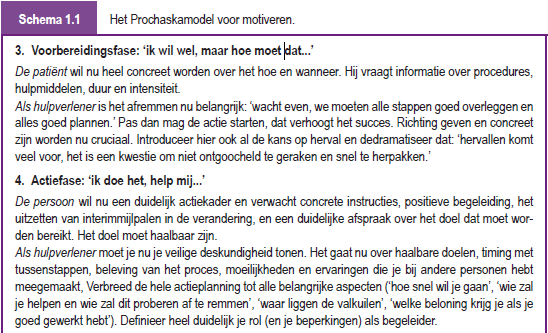 Schema 1.1 Het Prochaskamodel voor motiveren.
3. Voorbereidingsfase: ‘ik wil wel, maar hoe moet dat...’
De patiënt wil nu heel concreet worden over het hoe en wanneer. Hij vraagt informatie over procedures,
hulpmiddelen, duur en intensiteit.
Als hulpverlener is het afremmen nu belangrijk: ‘wacht even, we moeten alle stappen goed overleggen en
alles goed plannen.’ Pas dan mag de actie starten, dat verhoogt het succes. Richting geven en concreet
zijn worden nu cruciaal. Introduceer hier ook al de kans op herval en dedramatiseer dat: ‘hervallen komt
veel voor, het is een kwestie om niet ontgoocheld te geraken en snel te herpakken.’
4. Actiefase: ‘ik doe het, help mij...’
De persoon wil nu een duidelijk actiekader en verwacht concrete instructies, positieve begeleiding, het
uitzetten van interimmijlpalen in de verandering, en een duidelijke afspraak over het doel dat moet wor-
den bereikt. Het doel moet haalbaar zijn.
Als hulpverlener moet je nu je veilige deskundigheid tonen. Het gaat nu over haalbare doelen, timing met
tussenstappen, beleving van het proces, moeilijkheden en ervaringen die je bij andere personen hebt
meegemaakt, Verbreed de hele actieplanning tot alle belangrijke aspecten (‘hoe snel wil je gaan’, ‘wie zal
je helpen en wie zal dit proberen af te remmen’, ‘waar liggen de valkuilen’, ‘welke beloning krijg je als je
goed gewerkt hebt’). Definieer heel duidelijk je rol (en je beperkingen) als begeleider.